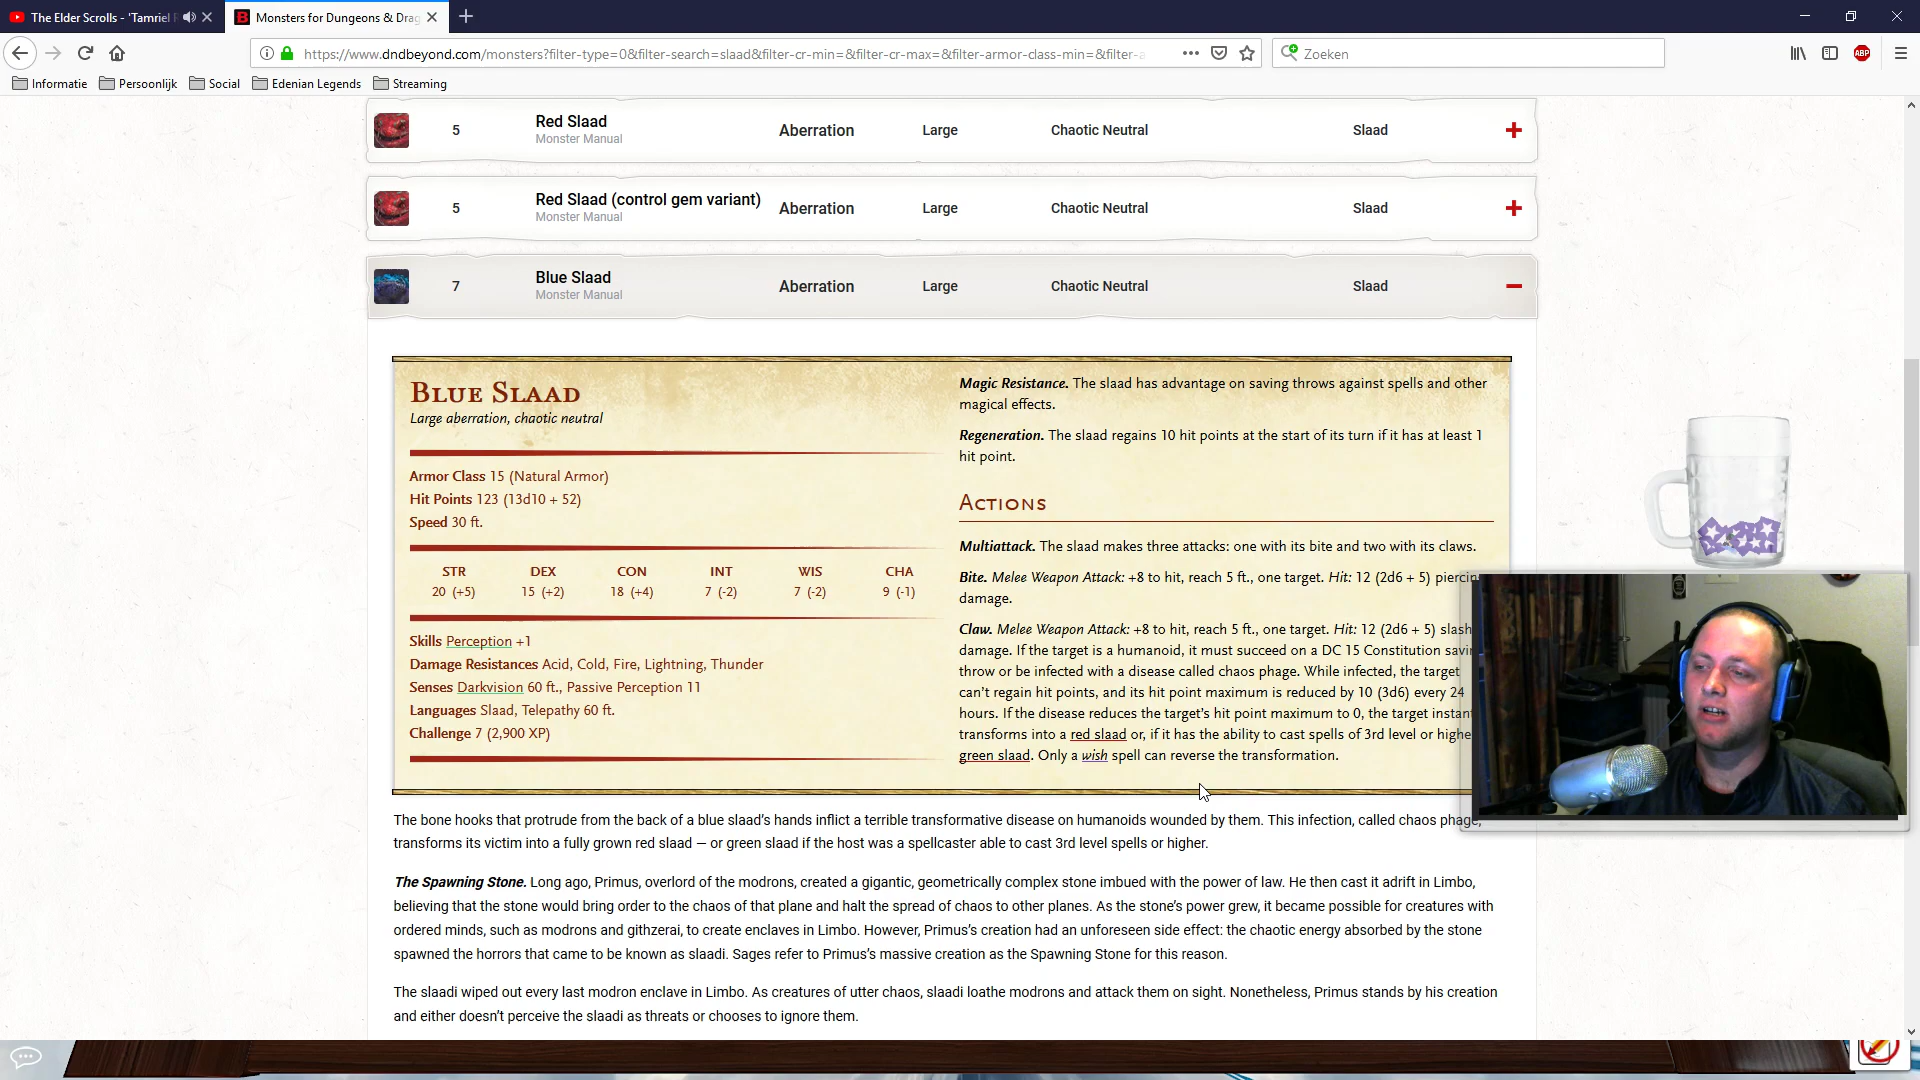 The Elder Scrolls - 'Tamriel
Monsters for Dungeons & Drag
https://www.dndbeyond.com/monsters?filter-type=0&filter-search=slaad&filter-cr-min=&filter-cr-max=&filter-armor-class-min=&filter-a
Zoeken
ABP
Informatie Persoonlijk Social Edenian Legends Streaming
5 Red Slaad Aberration Large Chaotic Neutral Slaad
Monster Manual
5 Red Slaad (control gem variant) Aberration Large Chaotic Neutral Slaad
Monster Manual
7 Blue Slaad Aberration Large Chaotic Neutral Slaad
Monster Manual
Blue Slaad
Large aberration, chaotic neutral
Armor Class 15 (Natural Armor)
Hit Points 123 (13d10 + 52)
Speed 30 ft.
STR DEX CON INT WIS CHA
20 (+5) 15 (+2) 18 (+4) 7 (-2) 7 (-2) 9 (-1)
Skills Perception +1
Damage Resistances Acid, Cold, Fire, Lightning, Thunder
Senses Darkvision 60 ft., Passive Perception 11
Languages Slaad, Telepathy 60 ft.
Challenge 7 (2,900 XP)
Magic Resistance. The slaad has advantage on saving throws against spells and other
magical effects.
Regeneration. The slaad regains 10 hit points at the start of its turn if it has at least 1
hit point.
Actions
Multiattack. The slaad makes three attacks: one with its bite and two with its claws.
Bite. Melee Weapon Attack: +8 to hit, reach 5 ft., one target. Hit: 12 (2d6 + 5) piercin
damage.
Claw. Melee Weapon Attack: +8 to hit, reach 5 ft., one target. Hit: 12 (2d6 + 5) slash
damage. If the target is a humanoid, it must succeed on a DC 15 Constitution savin
throw or be infected with a disease called chaos phage. While infected, the target
can't regain hit points, and its hit point maximum is reduced by 10 (3d6) every 24
hours. If the disease reduces the target's hit point maximum to 0, the target instant
transforms into a red slaad or, if it has the ability to cast spells of 3rd level or highe
green slaad. Only a wish spell can reverse the transformation.
The bone hooks that protrude from the back of a blue slaad's hands inflict a terrible transformative disease on humanoids wounded by them. This infection, called chaos phage,
transforms its victim into a fully grown red slaad — or green slaad if the host was a spellcaster able to cast 3rd level spells or higher.
The Spawning Stone. Long ago, Primus, overlord of the modrons, created a gigantic, geometrically complex stone imbued with the power of law. He then cast it adrift in Limbo,
believing that the stone would bring order to the chaos of that plane and halt the spread of chaos to other planes. As the stone's power grew, it became possible for creatures with
ordered minds, such as modrons and githzerai, to create enclaves in Limbo. However, Primus's creation had an unforeseen side effect: the chaotic energy absorbed by the stone
spawned the horrors that came to be known as slaadi. Sages refer to Primus's massive creation as the Spawning Stone for this reason.
The slaadi wiped out every last modron enclave in Limbo. As creatures of utter chaos, slaadi loathe modrons and attack them on sight. Nonetheless, Primus stands by his creation
and either doesn't perceive the slaadi as threats or chooses to ignore them.